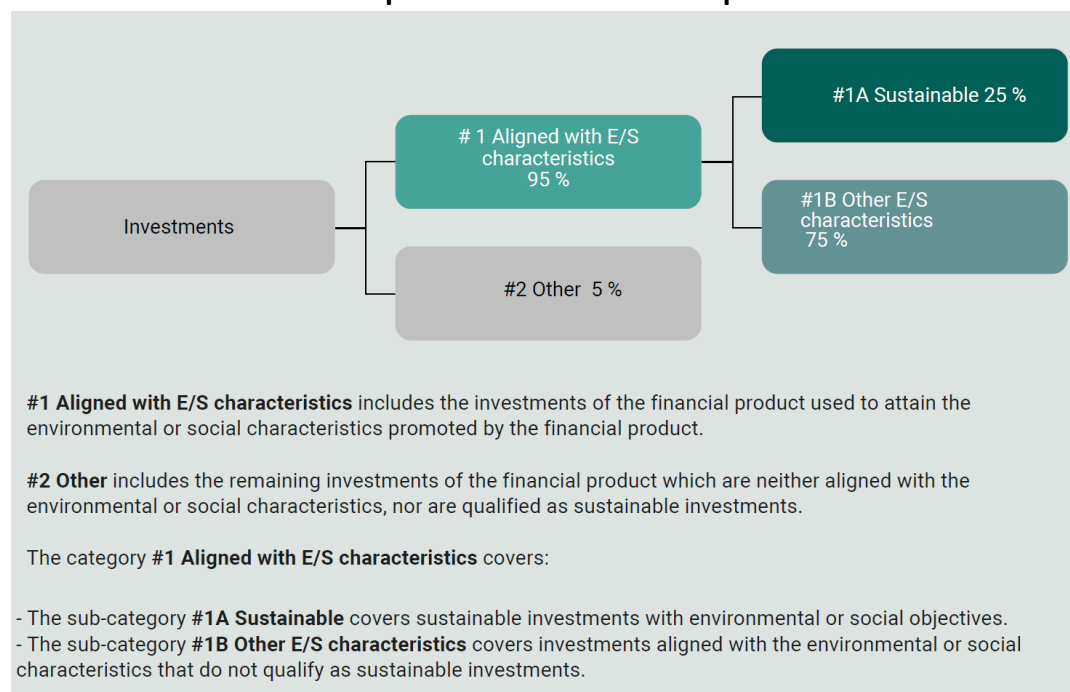 #1A Sustainable 25 %
# 1 Aligned with E/S
characteristics
95 %
#1B Other E/S
characteristics
75 %
Investments
#2 Other 5 %
#1 Aligned with E/S characteristics includes the investments of the financial product used to attain the
environmental or social characteristics promoted by the financial product.
#2 Other includes the remaining investments of the financial product which are neither aligned with the
environmental or social characteristics, nor are qualified as sustainable investments.
The category #1 Aligned with E/S characteristics covers:
- The sub-category #1A Sustainable covers sustainable investments with environmental or social objectives.
- The sub-category #1B Other E/S characteristics covers investments aligned with the environmental or social
characteristics that do not qualify as sustainable investments.